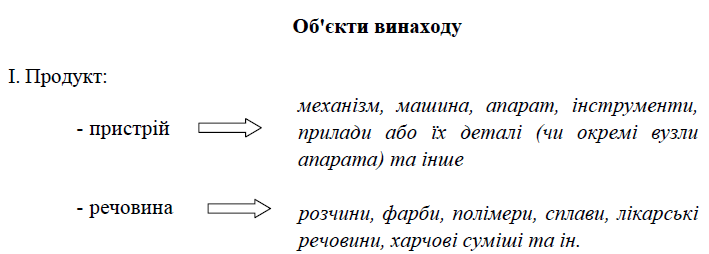 Об'єкти винаходу
І. Продукт:
- пристрій
механізм, машина, апарат, інструменти,
прилади або їх деталі (чи окремі вузли
апарата) та інше
- речовина
розчини, фарби, полімери, сплави, лікарські
речовини, харчові суміші та ін.